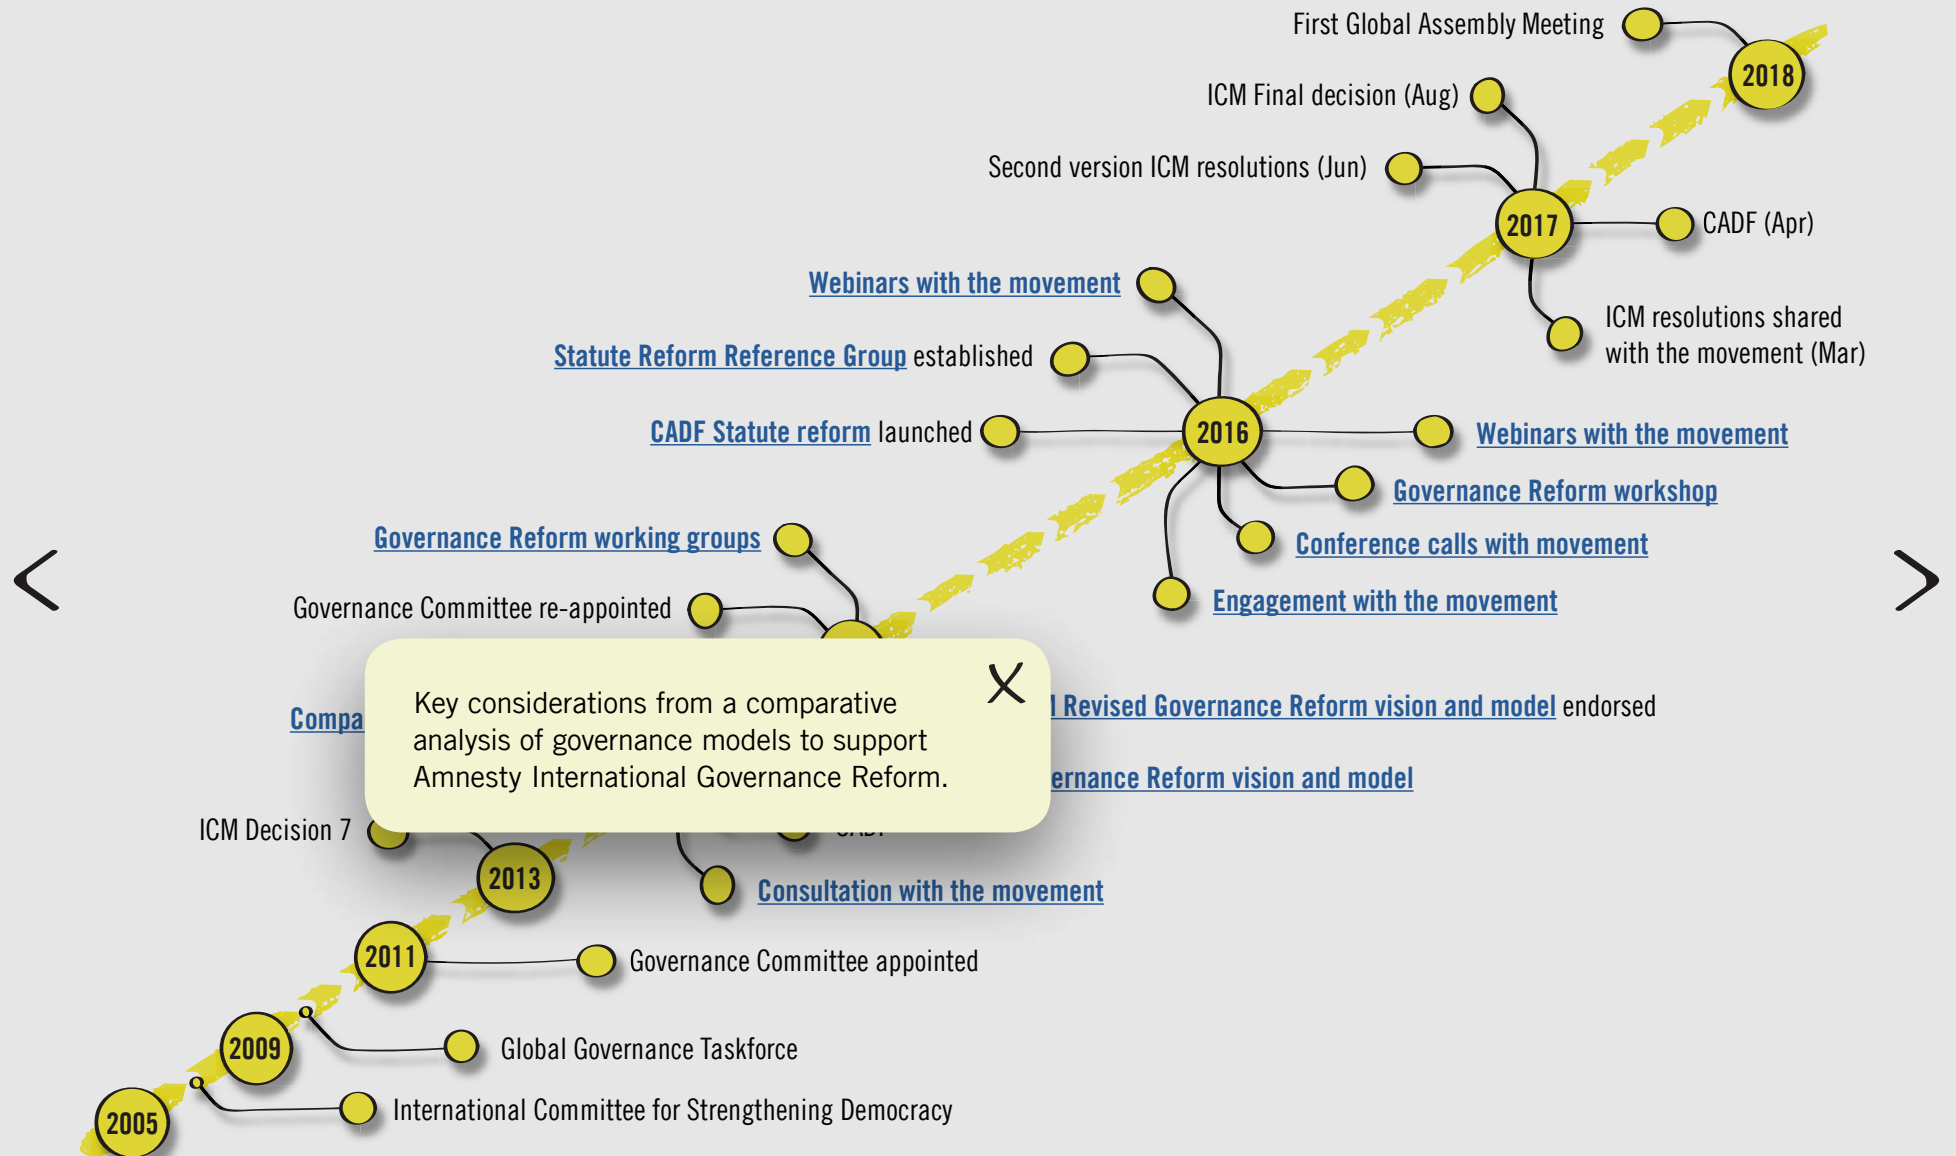 First Global Assembly Meeting
2018
ICM Final decision (Aug)
Second version ICM resolutions (Jun)
2017
CADF (Apr)
ICM resolutions shared
with the movement (Mar)
Webinars with the movement
Statute Reform Reference Group established
CADF Statute reform launched
2016
Webinars with the movement
Governance Reform workshop
Conference calls with movement
Engagement with the movement
Governance Reform working groups
Governance Committee re-appointed
Key considerations from a comparative
analysis of governance models to support
Amnesty International Governance Reform.
X
Revised Governance Reform vision and model endorsed
Reform vision and model
ICM Decision 7
2013
Consultation with the movement
2011
Governance Committee appointed
2009
Global Governance Taskforce
International Committee for Strengthening Democracy
2005